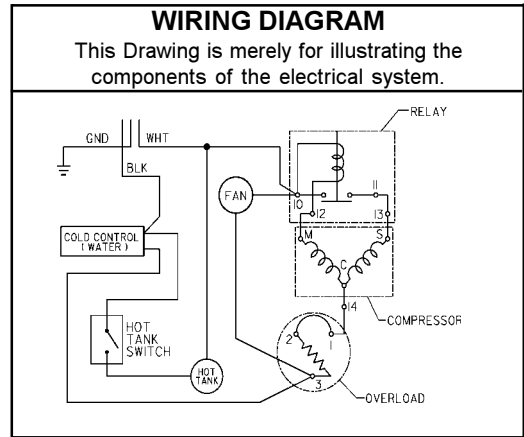 WIRING DIAGRAM
This Drawing is merely for illustrating the
components of the electrical system.
RELAY
GND
WHT
BLK
FAN
10
11
12
13
COLD CONTROL
(WATER)
M
S
C
14
COMPRESSOR
HOT
TANK
SWITCH
HOT
TANK
2
1
3
OVERLOAD